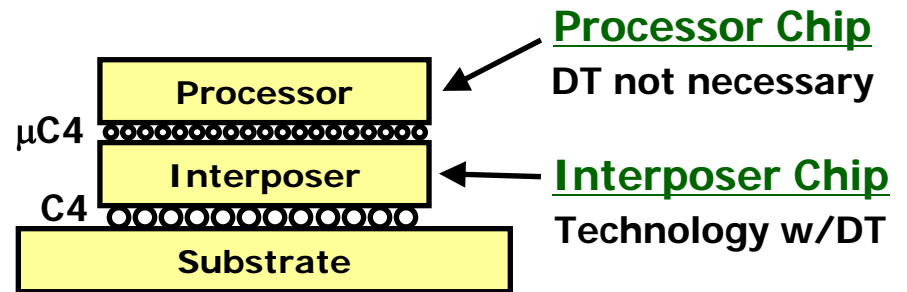 Processor Chip
DT not necessary
Processor
μC4
Interposer
Interposer Chip
C4
Technology w/DT
Substrate